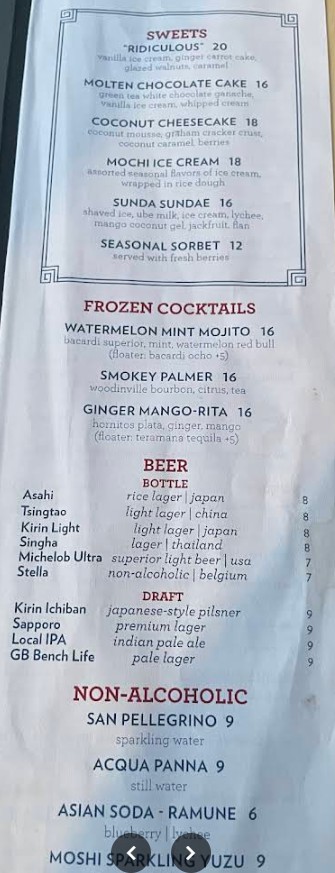 SWEETS
"RIDICULOUS" 20
vanilla ice cream, ginger carrot cake,
glazed walnuts, caramel
MOLTEN CHOCOLATE CAKE 16
green tea white chocolate ganache,
vanilla ice cream, whipped cream
COCONUT CHEESECAKE 18
coconut mousse, graham cracker crust,
coconut caramel, berries
MOCHI ICE CREAM 18
assorted seasonal flavors of ice cream,
wrapped in rice dough
SUNDA SUNDAE 16
shaved ice, ube milk, ice cream, lychee,
mango coconut gel, jackfruit, flan
SEASONAL SORBET 12
served with fresh berries
FROZEN COCKTAILS
WATERMELON MINT MOJITO 16
bacardi superior, mint, watermelon red bull
(floater: bacardi ocho +5)
SMOKEY PALMER 16
woodinville bourbon, citrus, tea
GINGER MANGO-RITA 16
hornitos plata, ginger, mango
(floater: teramana tequila +5)
BEER
BOTTLE
Asahi rice lager | japan 8
Tsingtao light lager | china 8
Kirin Light light lager | japan 8
Singha lager | thailand 8
Michelob Ultra superior light beer | usa 7
Stella non-alcoholic | belgium 7
DRAFT
Kirin Ichiban japanese-style pilsner 9
Sapporo premium lager 9
Local IPA indian pale ale 9
GB Bench Life pale lager 9
NON-ALCOHOLIC
SAN PELLEGRINO 9
sparkling water
ACQUA PANNA 9
still water
ASIAN SODA - RAMUNE 6
blueberry | lychee
MOSHI SPARKLING YUZU 9